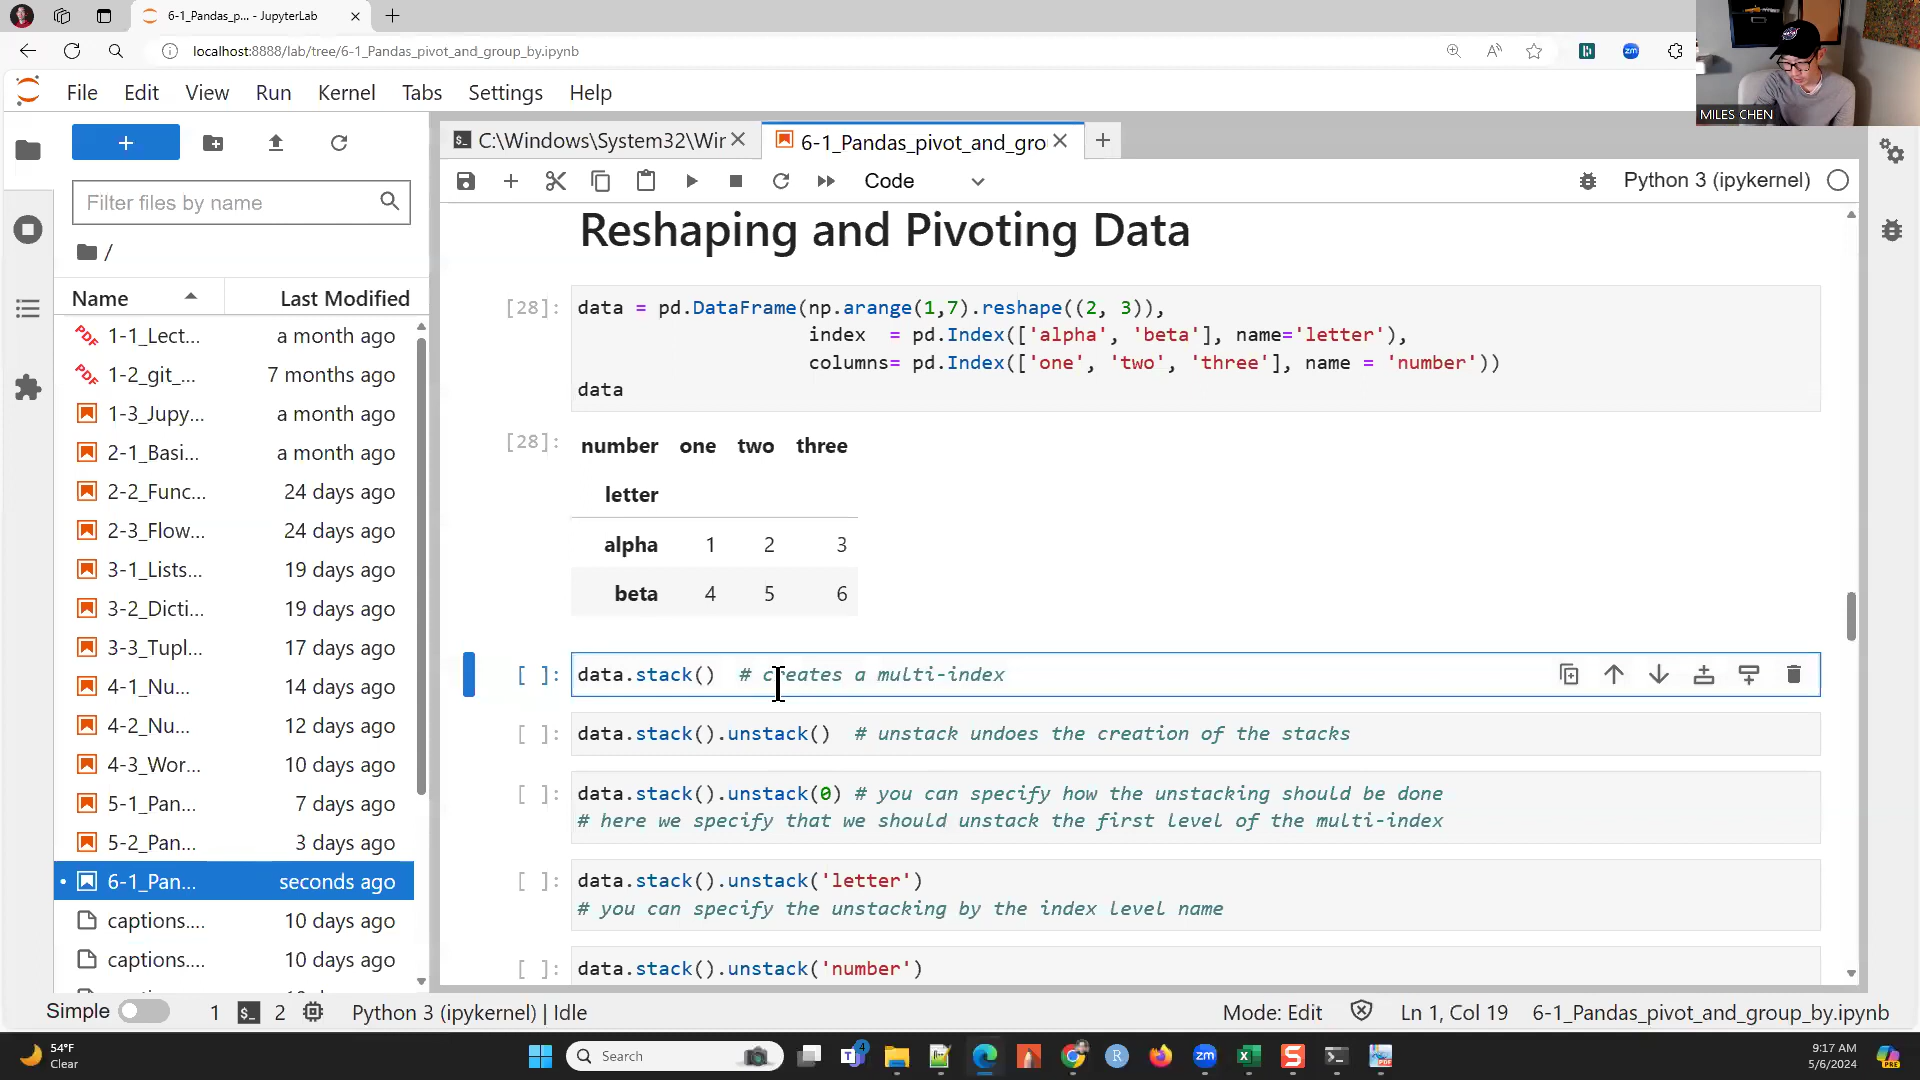 6-1_Pandas_p... - JupyterLab
localhost:8888/lab/tree/6-1_Pandas_pivot_and_group_by.ipynb
MILES CHEN
File Edit View Run Kernel Tabs Settings Help
C:\Windows\System32\Wir
6-1_Pandas_pivot_and_gro
Code
Python 3 (ipykernel)
Filter files by name
/
Name Last Modified
1-1_Lect... a month ago
1-2_git_... 7 months ago
1-3_Jupy... a month ago
2-1_Basi... a month ago
2-2_Func... 24 days ago
2-3_Flow... 24 days ago
3-1_Lists... 19 days ago
3-2_Dicti... 19 days ago
3-3_Tupl... 17 days ago
4-1_Nu... 14 days ago
4-2_Nu... 12 days ago
4-3_Wor... 10 days ago
5-1_Pan... 7 days ago
5-2_Pan... 3 days ago
6-1_Pan... seconds ago
captions.... 10 days ago
captions.... 10 days ago
Reshaping and Pivoting Data
[28]: data = pd.DataFrame(np.arange(1,7).reshape((2, 3)),
index  = pd.Index(['alpha', 'beta'], name='letter'),
columns= pd.Index(['one', 'two', 'three'], name = 'number'))
data
[28]: number one two three
letter
alpha 1 2 3
beta 4 5 6
[ ]: data.stack()  # creates a multi-index
[ ]: data.stack().unstack()  # unstack undoes the creation of the stacks
[ ]: data.stack().unstack(0) # you can specify how the unstacking should be done
# here we specify that we should unstack the first level of the multi-index
[ ]: data.stack().unstack('letter')
# you can specify the unstacking by the index level name
[ ]: data.stack().unstack('number')
Simple 1 2 Python 3 (ipykernel) | Idle
Mode: Edit Ln 1, Col 19 6-1_Pandas_pivot_and_group_by.ipynb
54°F
Clear
Search
9:17 AM
5/6/2024